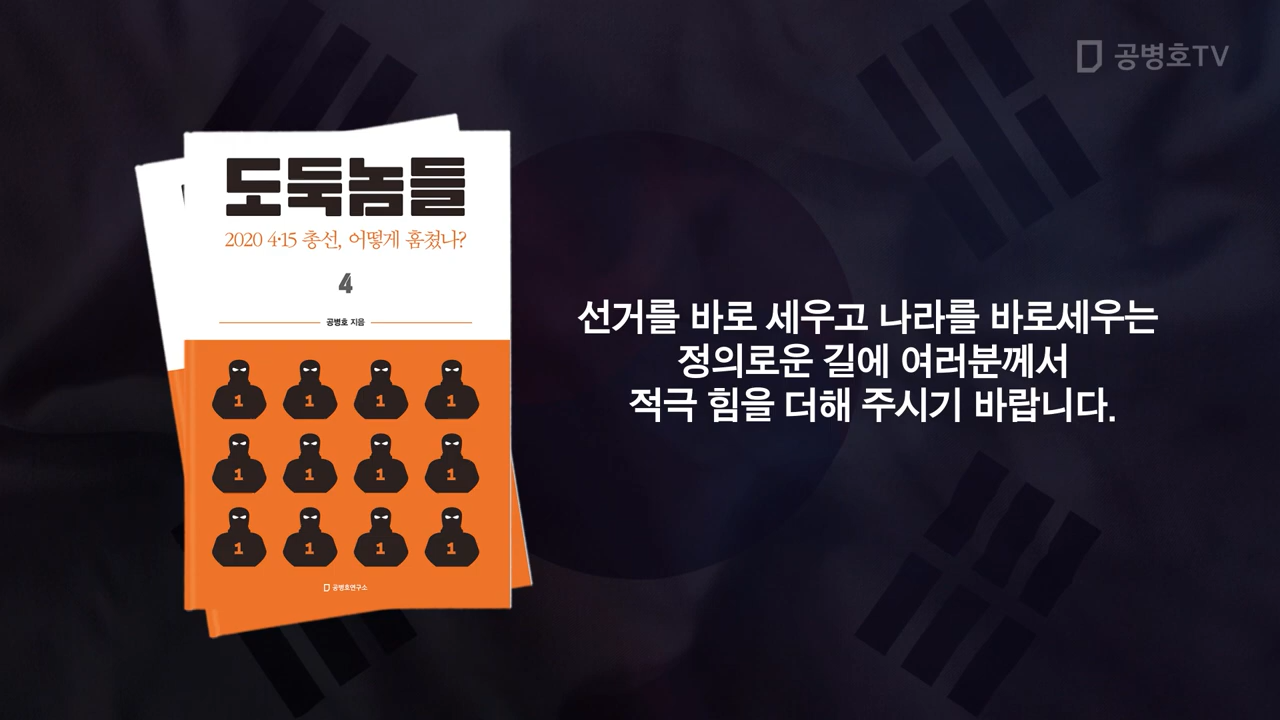 공병호TV
도둑놈들
2020 4·15 총선, 어떻게 훔쳤나?
4
공병호 지음
1 1 1 1
1 1 1 1
1 1 1 1
공병호연구소
선거를 바로 세우고 나라를 바로세우는
정의로운 길에 여러분께서
적극 힘을 더해 주시기 바랍니다.